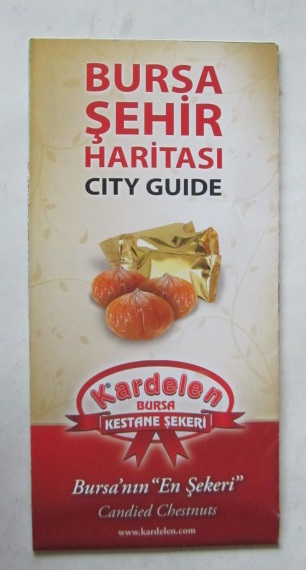 BURSA
ŞEHİR
HARİTASI
CITY GUIDE
Kardelen
BURSA
KESTANE ŞEKERİ
Bursa'nın "En Şekeri"
Candied Chestnuts
www.kardelen.com